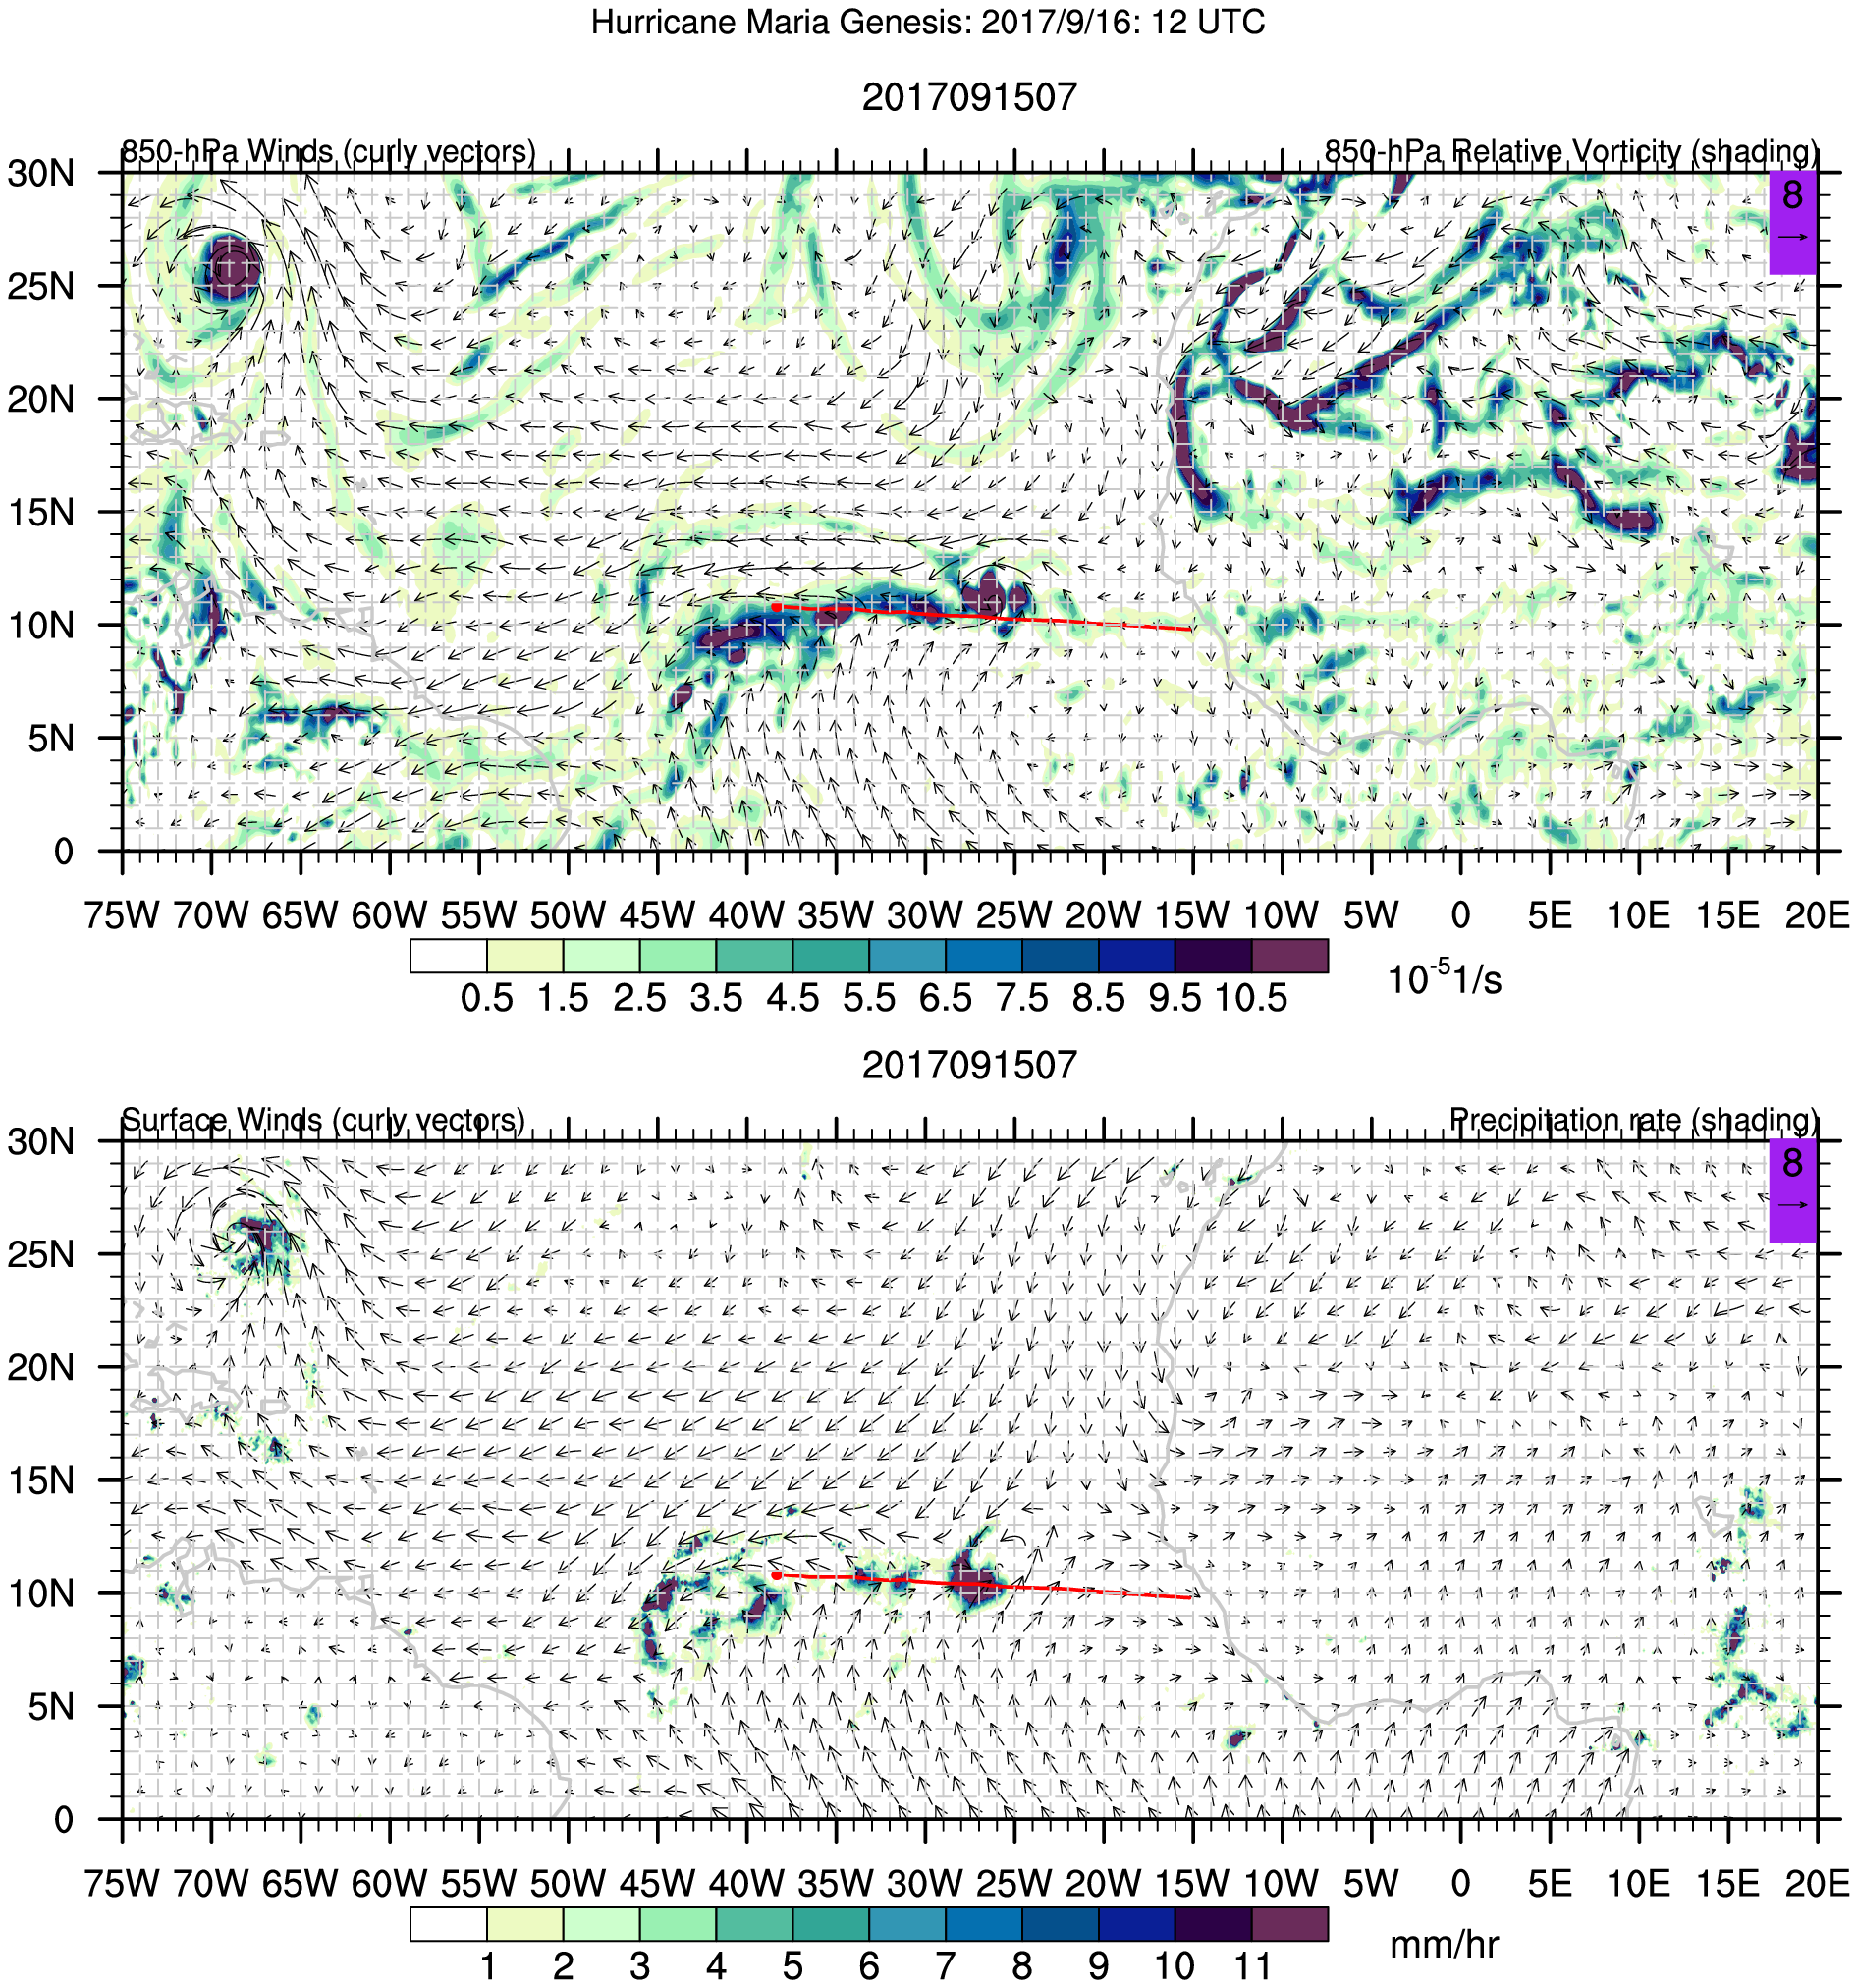 Hurricane Maria Genesis: 2017/9/16: 12 UTC
2017091507
850-hPa Winds (curly vectors) 850-hPa Relative Vorticity (shading)
30N
8
25N
20N
15N
10N
5N
0
75W 70W 65W 60W 55W 50W 45W 40W 35W 30W 25W 20W 15W 10W 5W 0 5E 10E 15E 20E
0.5 1.5 2.5 3.5 4.5 5.5 6.5 7.5 8.5 9.5 10.5
10⁻⁵1/s
2017091507
Surface Winds (curly vectors) Precipitation rate (shading)
30N
8
25N
20N
15N
10N
5N
0
75W 70W 65W 60W 55W 50W 45W 40W 35W 30W 25W 20W 15W 10W 5W 0 5E 10E 15E 20E
1 2 3 4 5 6 7 8 9 10 11
mm/hr